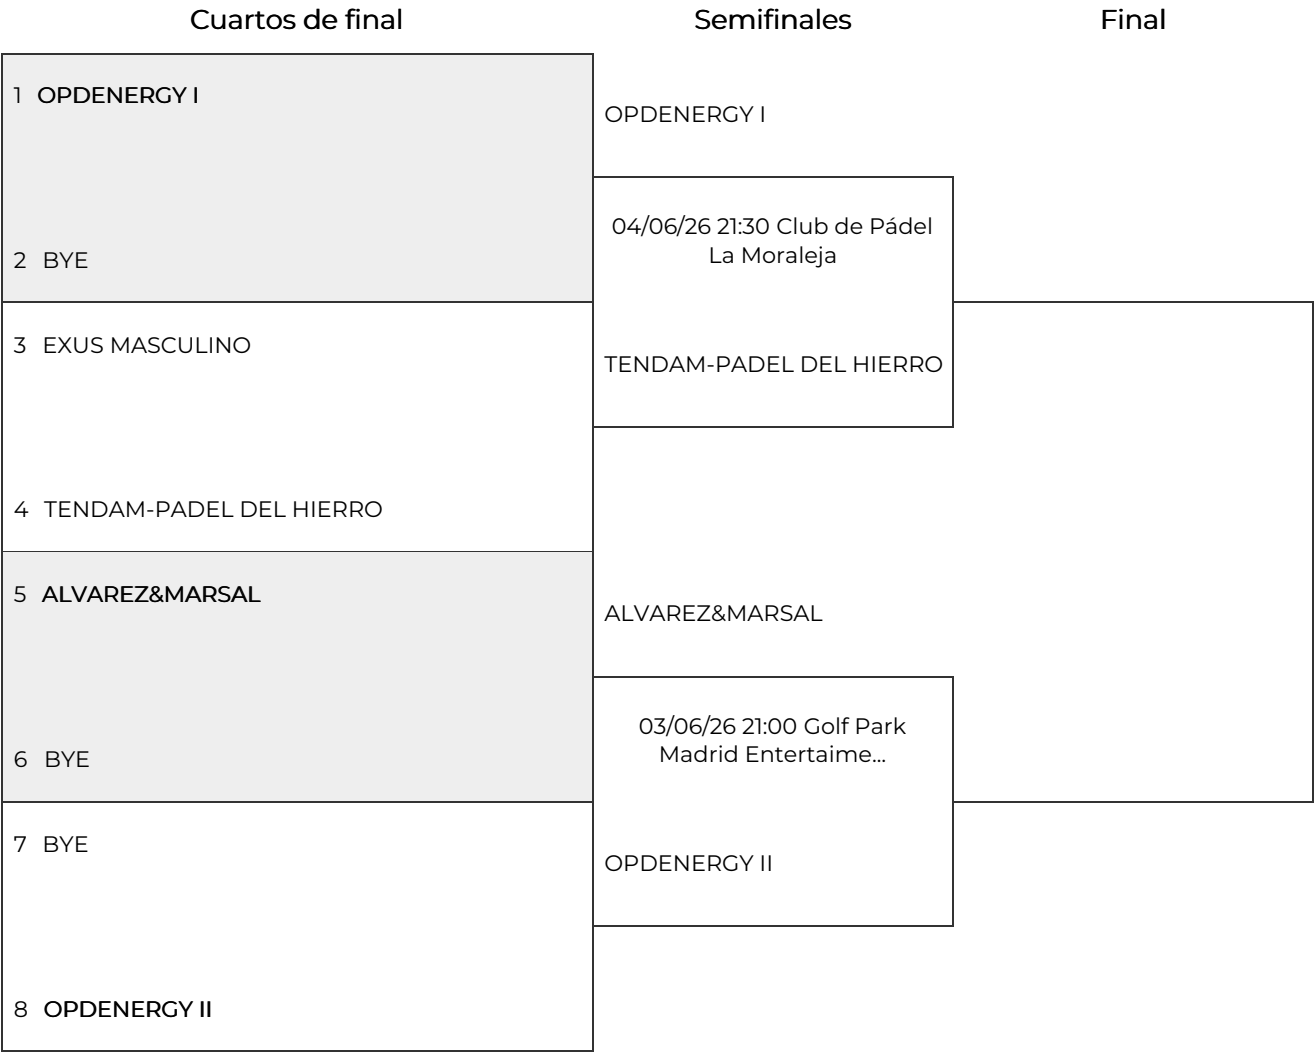 Cuartos de final
Semifinales
Final
1 OPDENERGY I
OPDENERGY I
04/06/26 21:30 Club de Pádel
La Moraleja
2 BYE
3 EXUS MASCULINO
TENDAM-PADEL DEL HIERRO
4 TENDAM-PADEL DEL HIERRO
5 ALVAREZ&MARSAL
ALVAREZ&MARSAL
03/06/26 21:00 Golf Park
Madrid Entertaime...
6 BYE
7 BYE
OPDENERGY II
8 OPDENERGY II